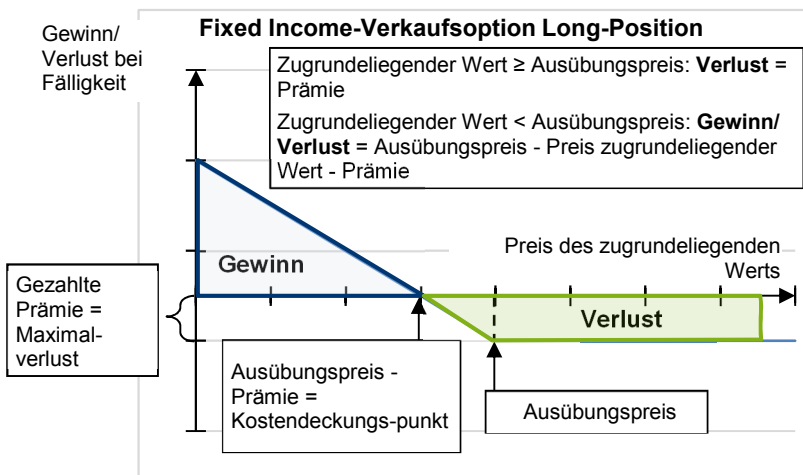 Gewinn/
Verlust bei
Fälligkeit
Fixed Income-Verkaufsoption Long-Position
Zugrundeliegender Wert ≥ Ausübungspreis: Verlust =
Prämie
Zugrundeliegender Wert < Ausübungspreis: Gewinn/
Verlust = Ausübungspreis - Preis zugrundeliegender
Wert - Prämie
Preis des zugrundeliegenden
Werts
Gewinn
Gezahlte
Prämie =
Maximal-
verlust
Verlust
Ausübungspreis -
Prämie =
Kostendeckungs-punkt
Ausübungspreis